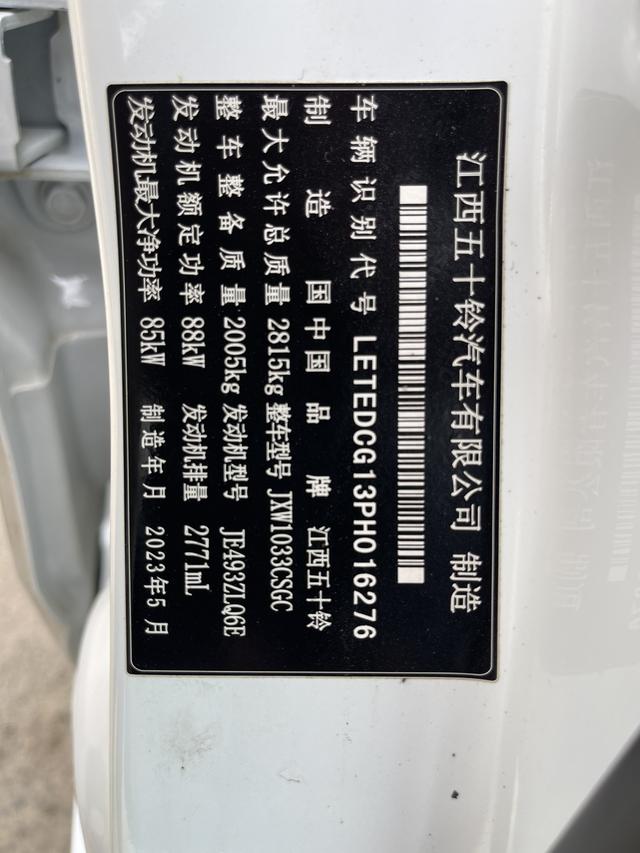 江西五十铃汽车有限公司 制造
车辆识别代号 LETEDCG13PH016276
制造国 中国 品牌 江西五十铃
最大允许总质量 2815kg 整车型号 JXW1033CSGC
整车整备质量 2005kg 发动机型号 JE493ZLQ6E
发动机额定功率 88kW 发动机排量 2771mL
发动机最大净功率 85kW 制造年月 2023年5月